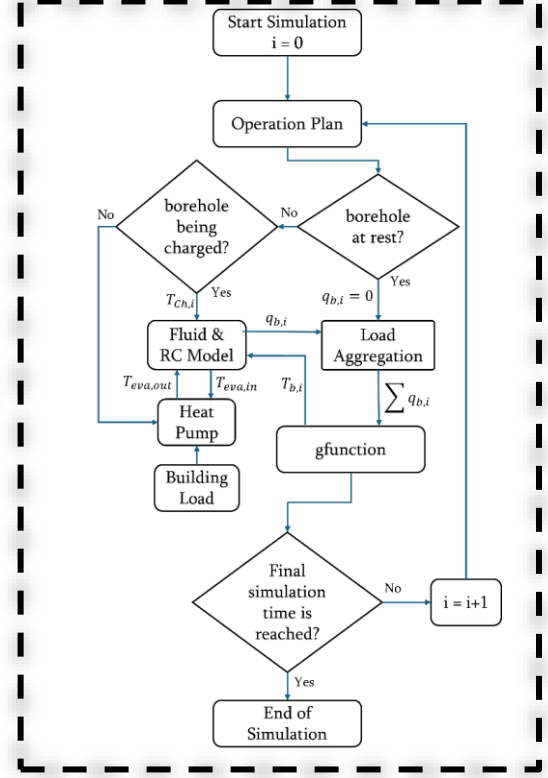 Start Simulation
i = 0
Operation Plan
No
borehole
being
charged?
No
borehole
at rest?
T_{Ch,i}
Yes
q_{b,i} = 0
Yes
Fluid &
RC Model
q_{b,i}
Load
Aggregation
T_{eva,out}
T_{eva,in}
T_{b,i}
∑ q_{b,i}
Heat
Pump
gfunction
Building
Load
Final
simulation
time is
reached?
No
i = i+1
Yes
End of
Simulation